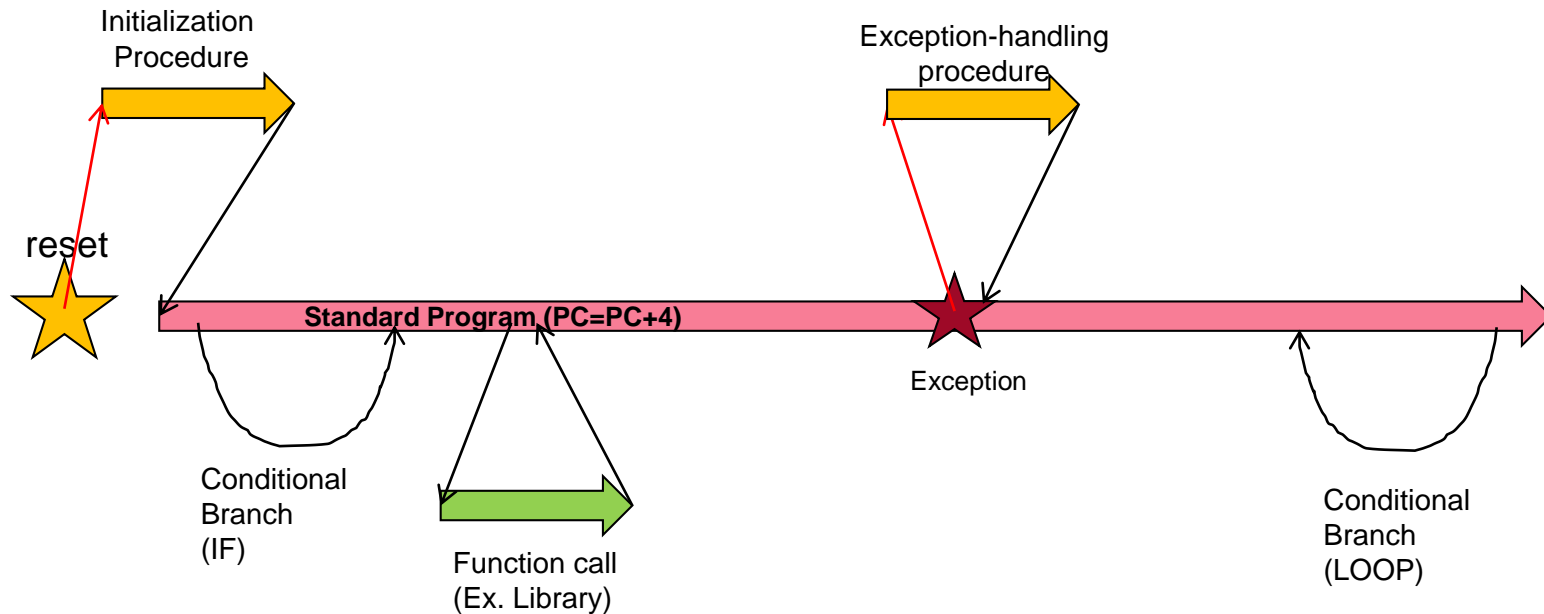 Initialization
Procedure
Exception-handling
procedure
reset
Standard Program (PC=PC+4)
Exception
Conditional
Branch
(IF)
Function call
(Ex. Library)
Conditional
Branch
(LOOP)